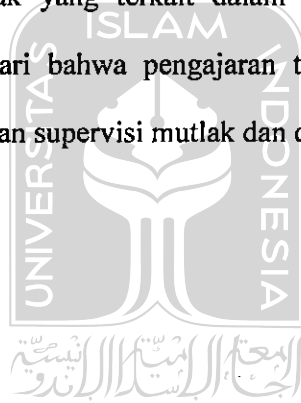 ak yang terkait dalam
ISLAM
ari bahwa pengajaran t
an supervisi mutlak dan d
UNIVERSITAS
INDONESIA